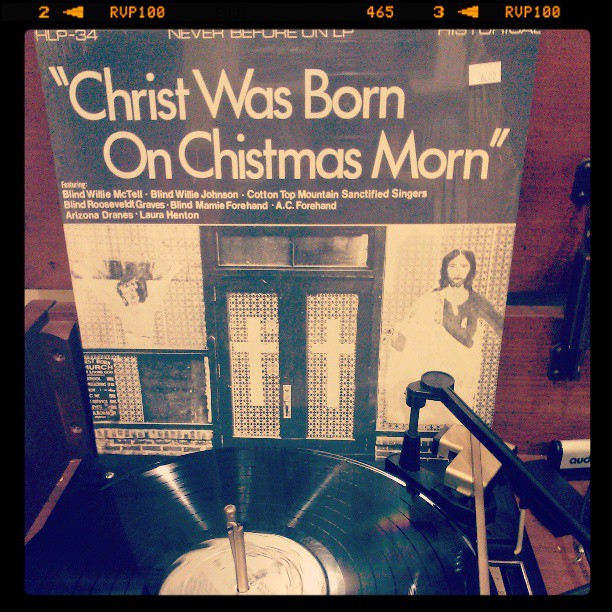 2 RVP100 465 3 RVP100
HLP-34 NEVER BEFORE ON LP HISTORICAL
"Christ Was Born
On Chistmas Morn"
Featuring:
Blind Willie McTell · Blind Willie Johnson · Cotton Top Mountain Sanctified Singers
Blind Rooseveldt Graves · Blind Mamie Forehand · A.C. Forehand
Arizona Dranes · Laura Henton